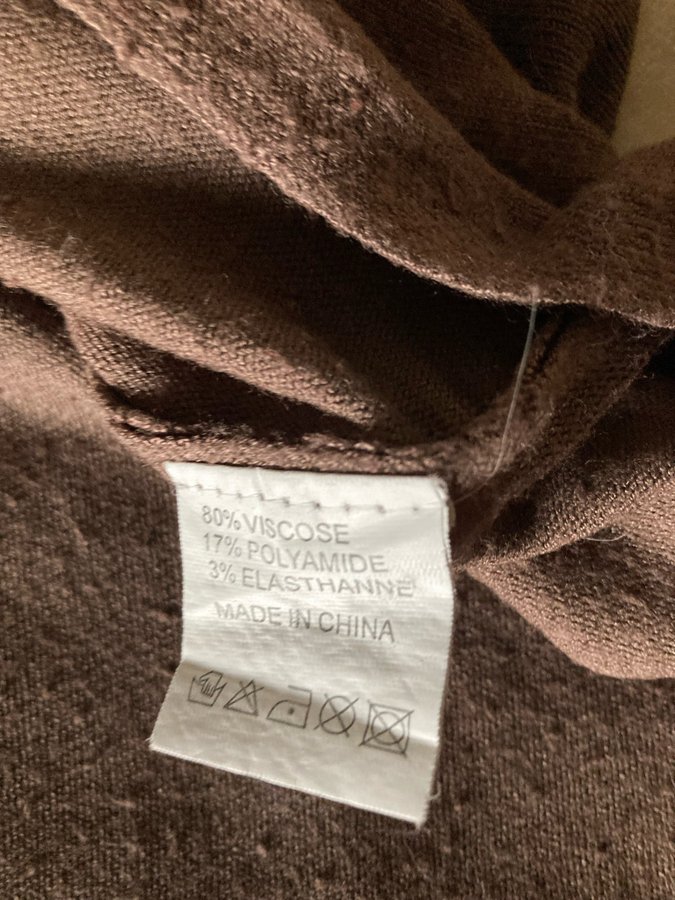 80% VISCOSE
17% POLYAMIDE
3% ELASTHANNE
MADE IN CHINA